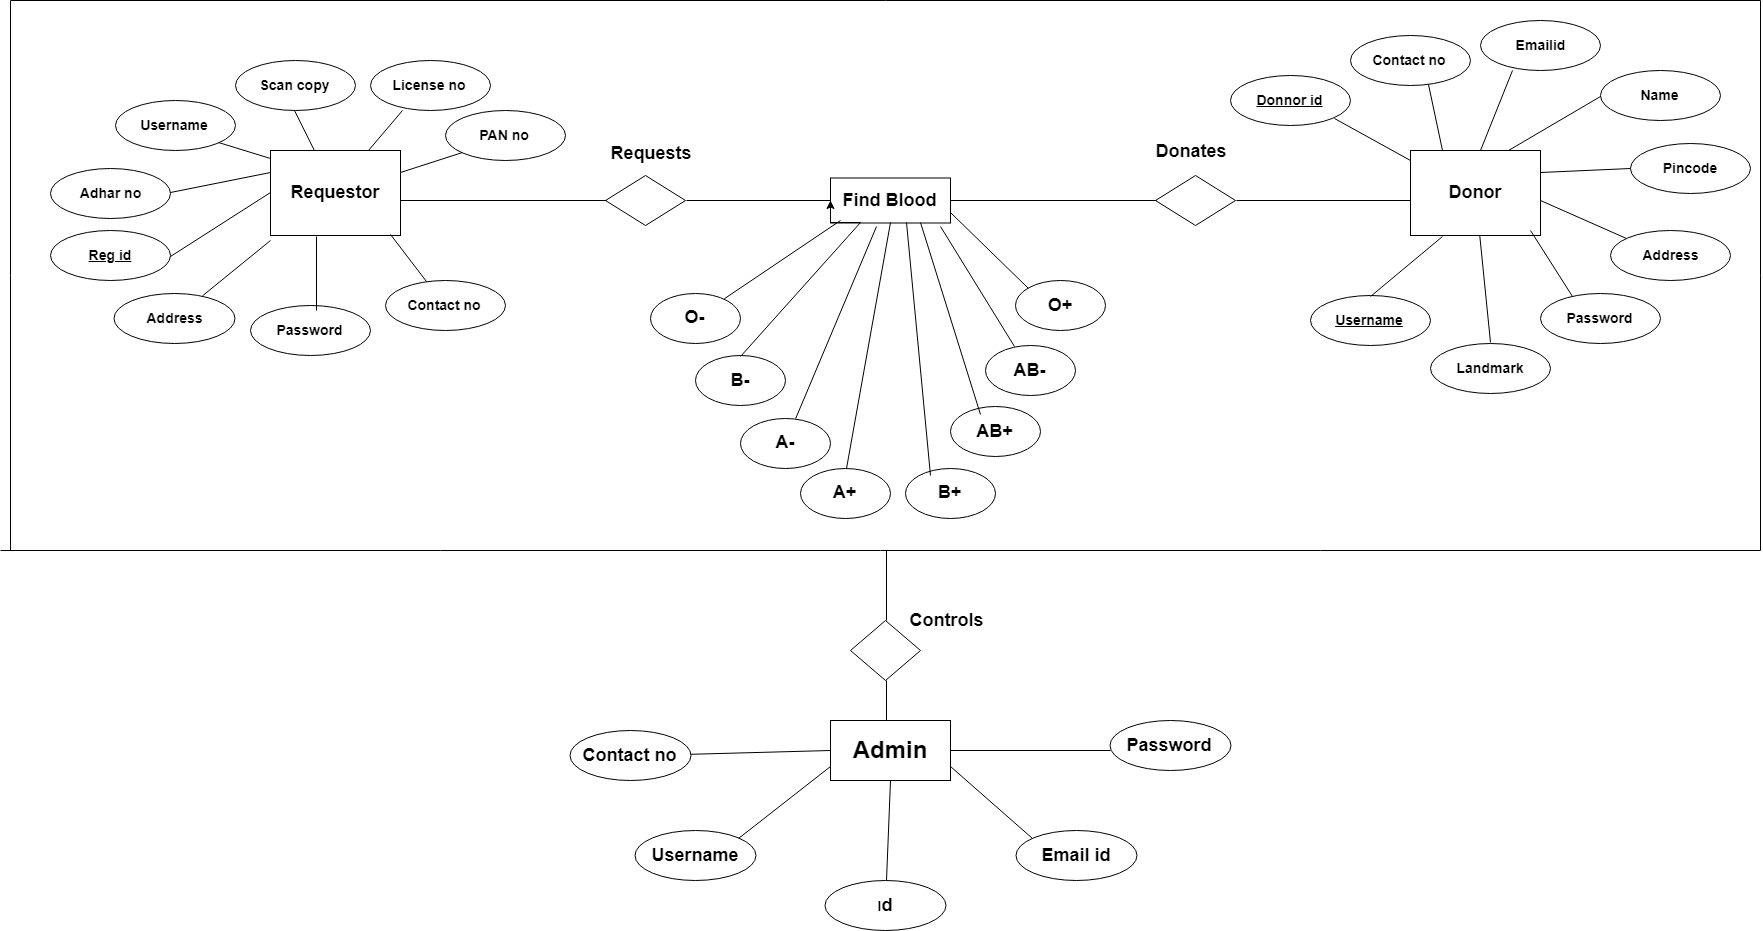 Scan copy
License no
Username
PAN no
Adhar no
Requestor
Reg id
Address
Password
Contact no
Requests
Find Blood
O-
B-
A-
A+
B+
AB+
AB-
O+
Donates
Donnor id
Contact no
Emailid
Name
Pincode
Donor
Address
Username
Password
Landmark
Controls
Admin
Contact no
Password
Username
Email id
Id